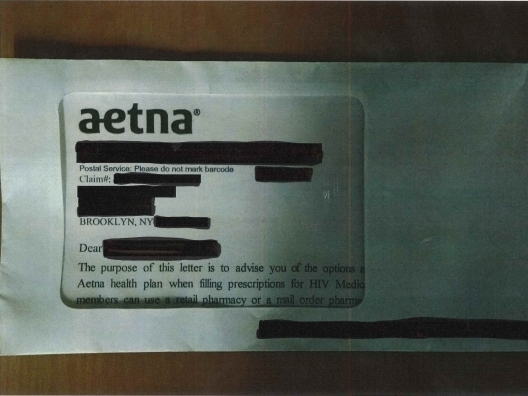 aetna®
Postal Service: Please do not mark barcode
Claim#:
BROOKLYN, NY
Dear
The purpose of this letter is to advise you of the options
Aetna health plan when filling prescriptions for HIV Medic
members can use a retail pharmacy or a mail order pharm